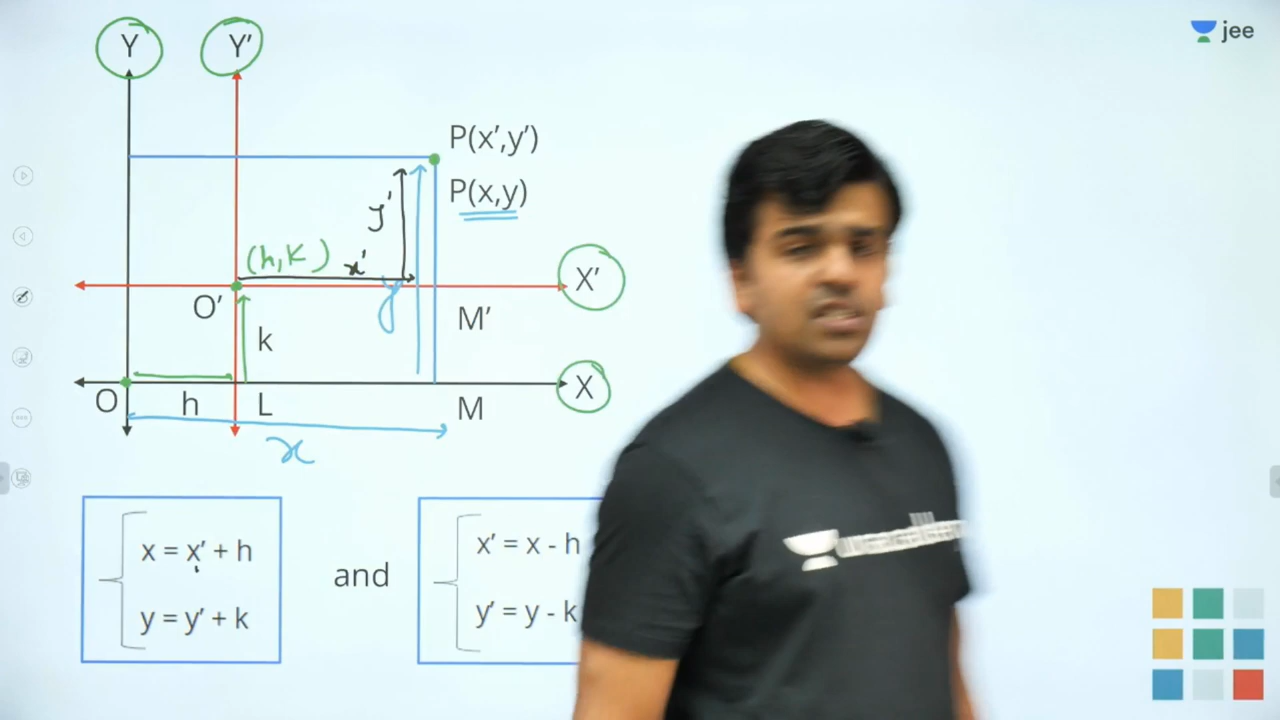 jee
Y
Y'
P(x',y')
P(x,y)
y'
(h,k)
x'
X'
O'
y
M'
k
X
O
h
L
M
x
x = x' + h
y = y' + k
and
x' = x - h
y' = y - k